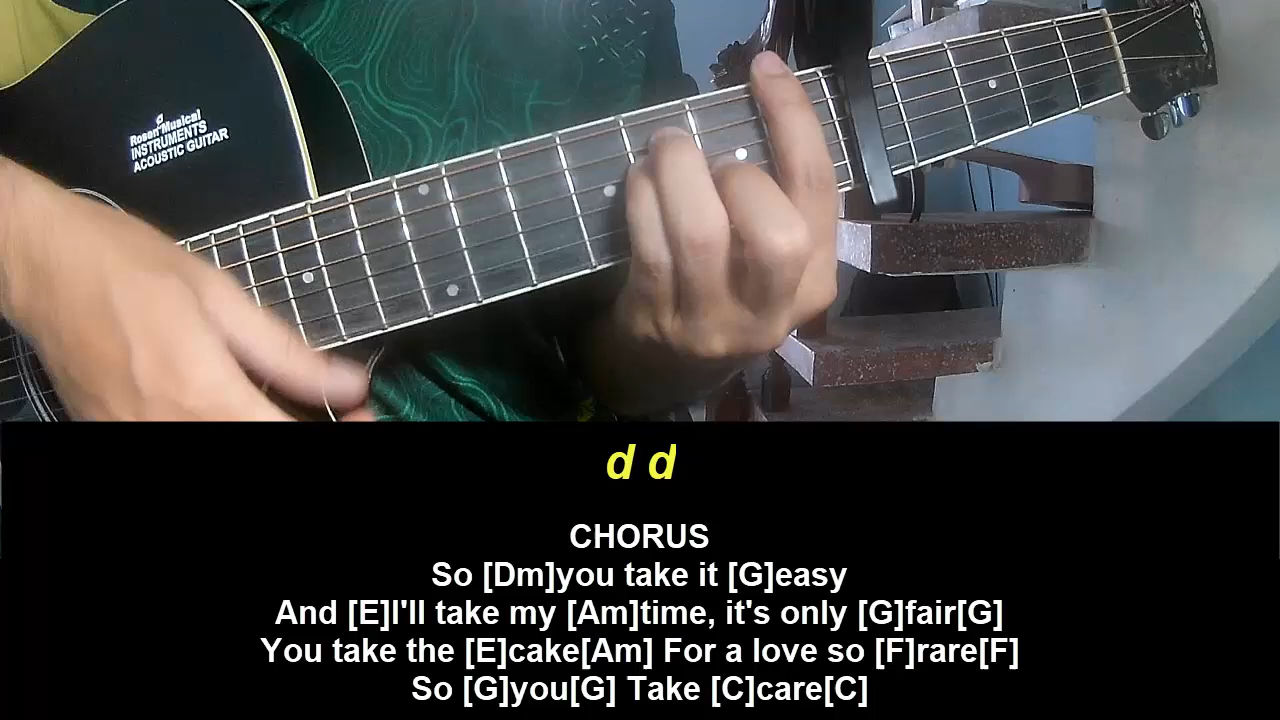 d
Rosen Musical
INSTRUMENTS
ACOUSTIC GUITAR
d d
CHORUS
So [Dm]you take it [G]easy
And [E]I'll take my [Am]time, it's only [G]fair[G]
You take the [E]cake[Am] For a love so [F]rare[F]
So [G]you[G] Take [C]care[C]